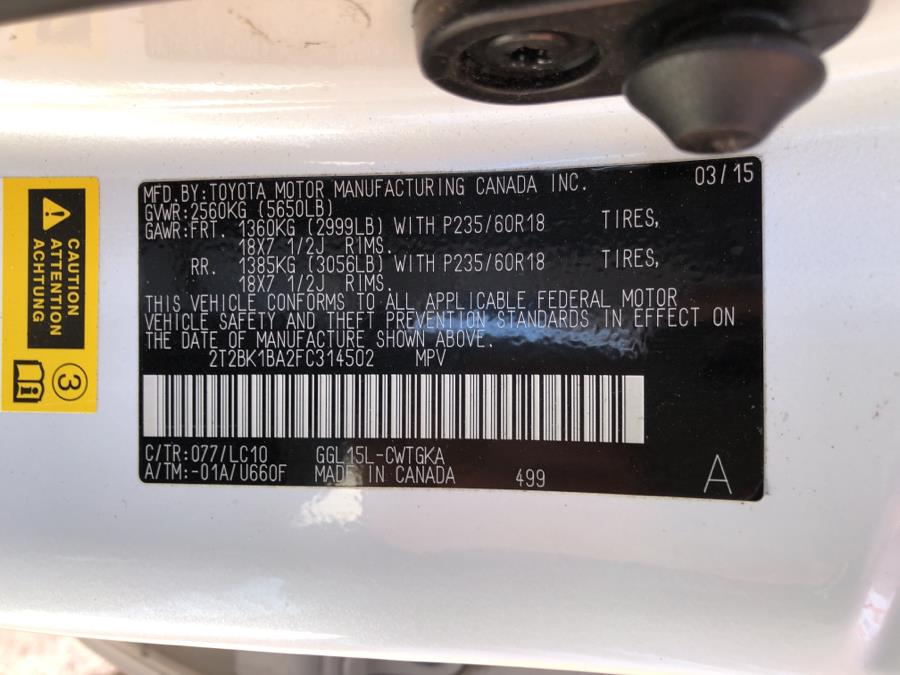 MFD.BY:TOYOTA MOTOR MANUFACTURING CANADA INC. 03/15
GVWR:2560KG (5650LB)
GAWR:FRT. 1360KG (2999LB) WITH P235/60R18 TIRES,
18X7 1/2J RIMS.
RR. 1385KG (3056LB) WITH P235/60R18 TIRES,
18X7 1/2J RIMS.
THIS VEHICLE CONFORMS TO ALL APPLICABLE FEDERAL MOTOR
VEHICLE SAFETY AND THEFT PREVENTION STANDARDS IN EFFECT ON
THE DATE OF MANUFACTURE SHOWN ABOVE.
2T2BK1BA2FC314502 MPV
C/TR:077/LC10 GGL15L-CWTGKA
A/TM:-01A/U660F MADE IN CANADA 499 A
CAUTION
ATTENTION
ACHTUNG
3